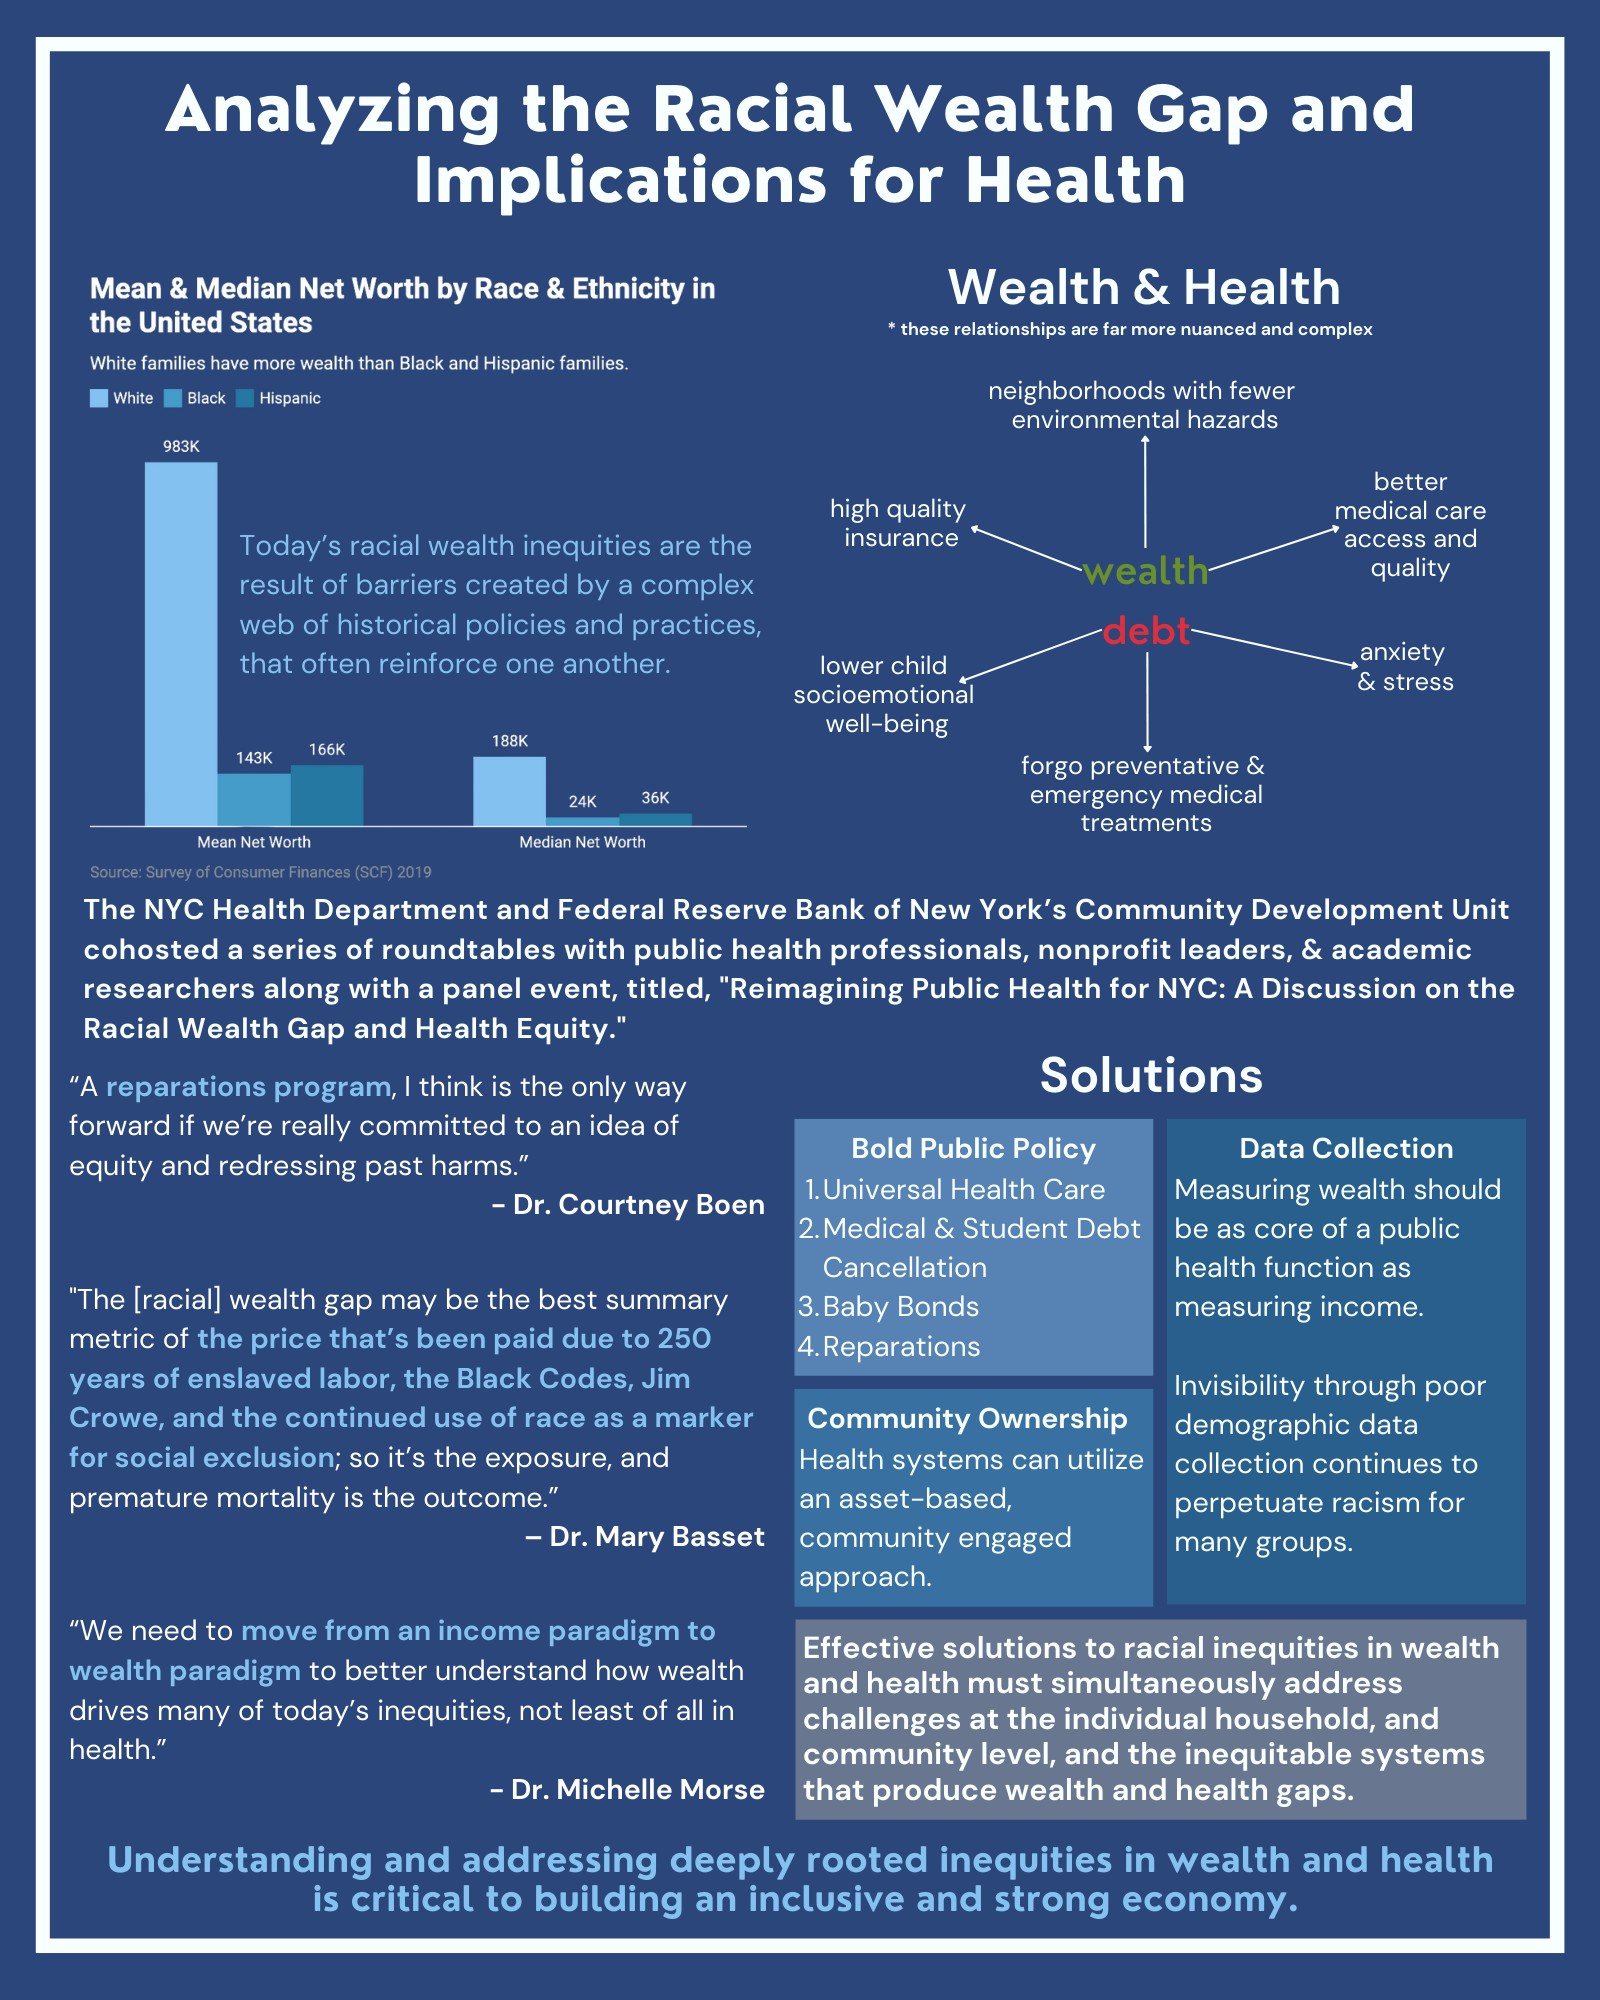 Analyzing the Racial Wealth Gap and
Implications for Health
Mean & Median Net Worth by Race & Ethnicity in
the United States
White families have more wealth than Black and Hispanic families.
White Black Hispanic
983K
Today's racial wealth inequities are the
result of barriers created by a complex
web of historical policies and practices,
that often reinforce one another.
143K
166K
188K
24K
36K
Mean Net Worth
Median Net Worth
Source: Survey of Consumer Finances (SCF) 2019
Wealth & Health
* these relationships are far more nuanced and complex
neighborhoods with fewer
environmental hazards
high quality
insurance
better
medical care
access and
quality
wealth
debt
lower child
socioemotional
well-being
anxiety
& stress
forgo preventative &
emergency medical
treatments
The NYC Health Department and Federal Reserve Bank of New York's Community Development Unit
cohosted a series of roundtables with public health professionals, nonprofit leaders, & academic
researchers along with a panel event, titled, "Reimagining Public Health for NYC: A Discussion on the
Racial Wealth Gap and Health Equity."
“A reparations program, I think is the only way
forward if we’re really committed to an idea of
equity and redressing past harms.”
- Dr. Courtney Boen
"The [racial] wealth gap may be the best summary
metric of the price that’s been paid due to 250
years of enslaved labor, the Black Codes, Jim
Crowe, and the continued use of race as a marker
for social exclusion; so it’s the exposure, and
premature mortality is the outcome.”
– Dr. Mary Basset
“We need to move from an income paradigm to
wealth paradigm to better understand how wealth
drives many of today’s inequities, not least of all in
health.”
- Dr. Michelle Morse
Solutions
Bold Public Policy
1. Universal Health Care
2. Medical & Student Debt
Cancellation
3. Baby Bonds
4. Reparations
Community Ownership
Health systems can utilize
an asset-based,
community engaged
approach.
Data Collection
Measuring wealth should
be as core of a public
health function as
measuring income.
Invisibility through poor
demographic data
collection continues to
perpetuate racism for
many groups.
Effective solutions to racial inequities in wealth
and health must simultaneously address
challenges at the individual household, and
community level, and the inequitable systems
that produce wealth and health gaps.
Understanding and addressing deeply rooted inequities in wealth and health
is critical to building an inclusive and strong economy.